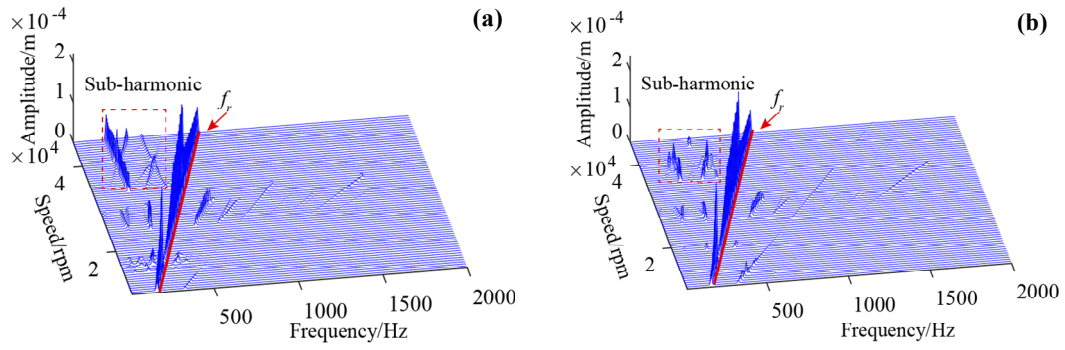 ×10⁻⁴ (a)
2
1
0
Amplitude/m
Sub-harmonic
fᵣ
×10⁴
4
2
Speed/rpm
500 1000 1500 2000
Frequency/Hz
×10⁻⁴ (b)
2
1
0
Amplitude/m
Sub-harmonic
fᵣ
×10⁴
4
2
Speed/rpm
500 1000 1500 2000
Frequency/Hz